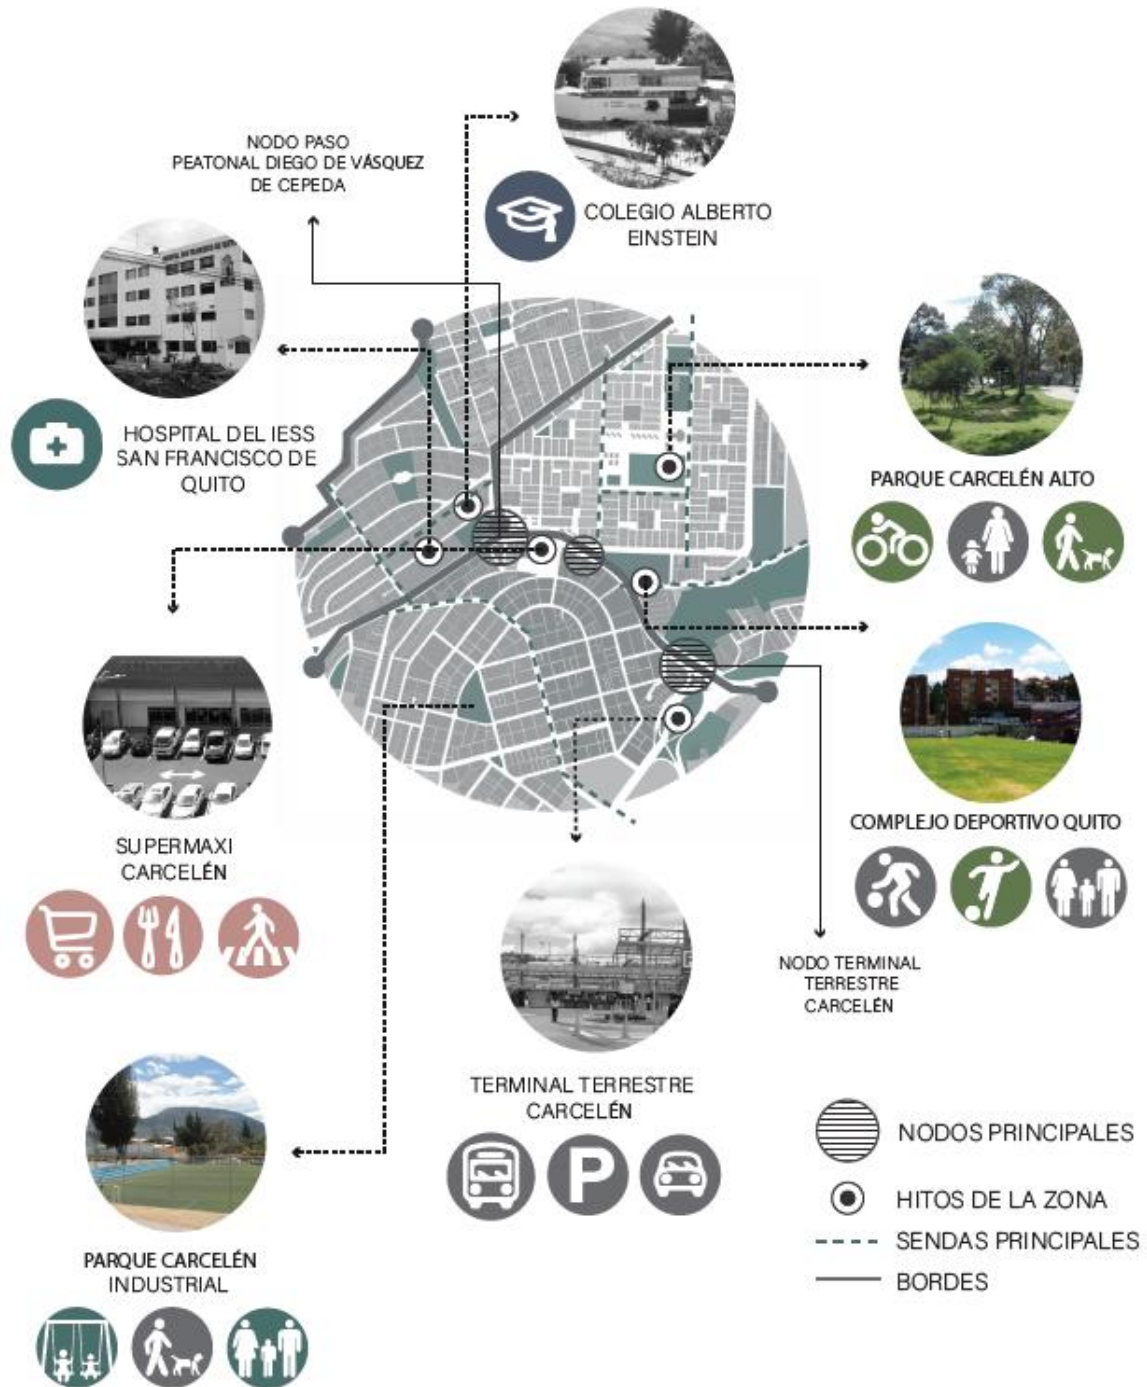 NODO PASO
PEATONAL DIEGO DE VÁSQUEZ
DE CEPEDA
COLEGIO ALBERTO
EINSTEIN
HOSPITAL DEL IESS
SAN FRANCISCO DE
QUITO
PARQUE CARCELÉN ALTO
SUPERMAXI
CARCELÉN
COMPLEJO DEPORTIVO QUITO
NODO TERMINAL
TERRESTRE
CARCELÉN
TERMINAL TERRESTRE
CARCELÉN
P
PARQUE CARCELÉN
INDUSTRIAL
NODOS PRINCIPALES
HITOS DE LA ZONA
SENDAS PRINCIPALES
BORDES